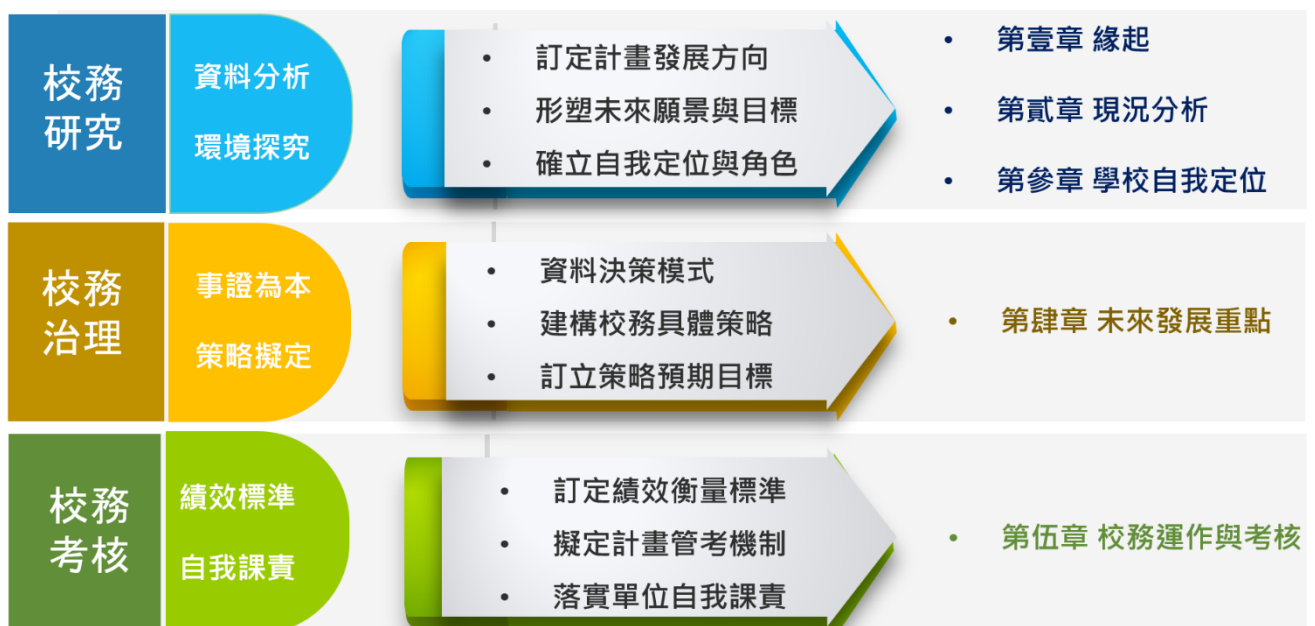 校務
研究
資料分析
環境探究
• 訂定計畫發展方向
• 形塑未來願景與目標
• 確立自我定位與角色
• 第壹章 緣起
• 第貳章 現況分析
• 第參章 學校自我定位
校務
治理
事證為本
策略擬定
• 資料決策模式
• 建構校務具體策略
• 訂立策略預期目標
• 第肆章 未來發展重點
校務
考核
績效標準
自我課責
• 訂定績效衡量標準
• 擬定計畫管考機制
• 落實單位自我課責
• 第伍章 校務運作與考核